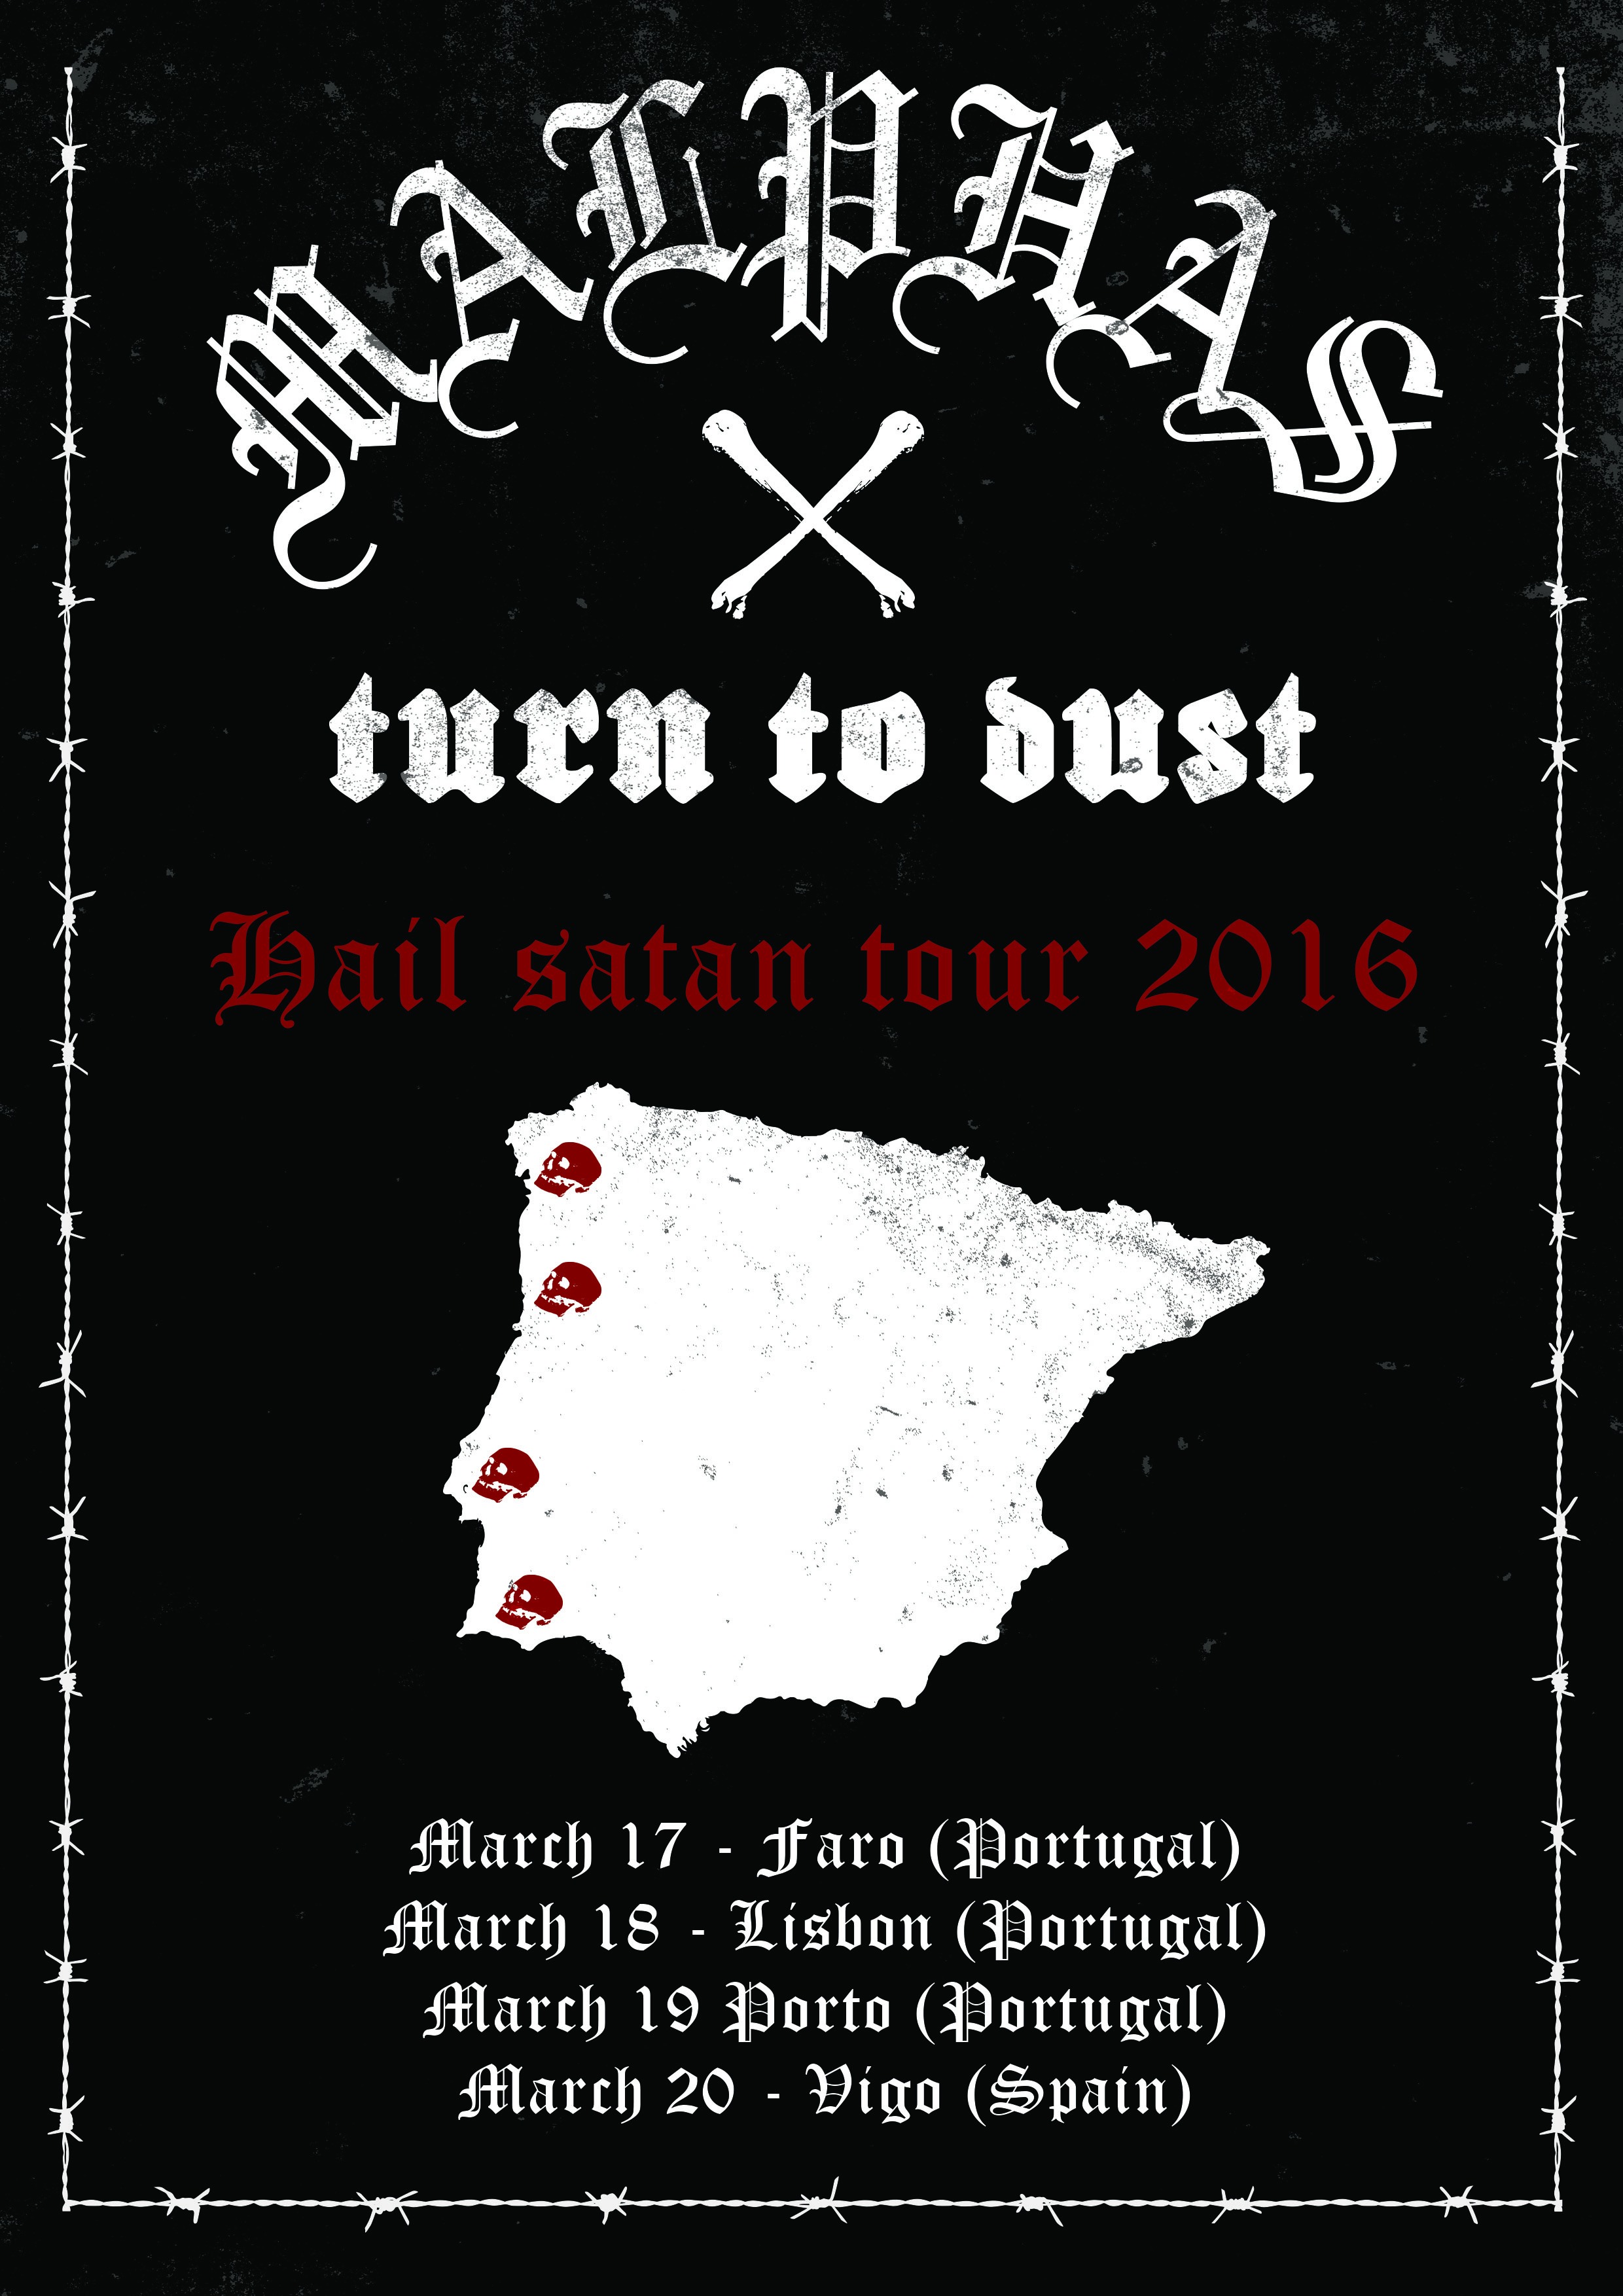 MALPHAS
turn to dust
Hail satan tour 2016
March 17 - Faro (Portugal)
March 18 - Lisbon (Portugal)
March 19 Porto (Portugal)
March 20 - Vigo (Spain)